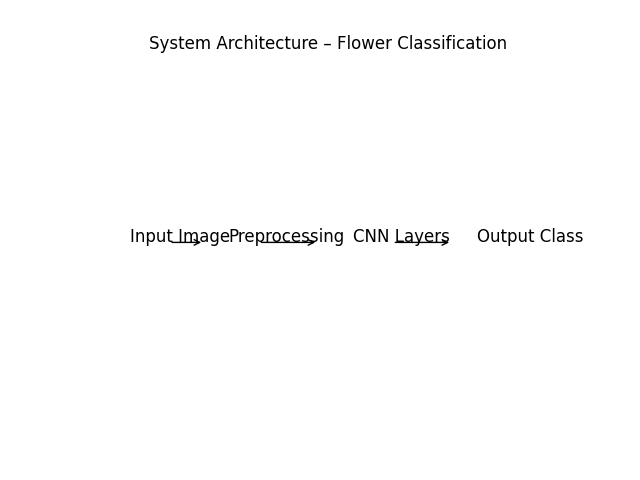 System Architecture – Flower Classification
Input Image Preprocessing CNN Layers Output Class